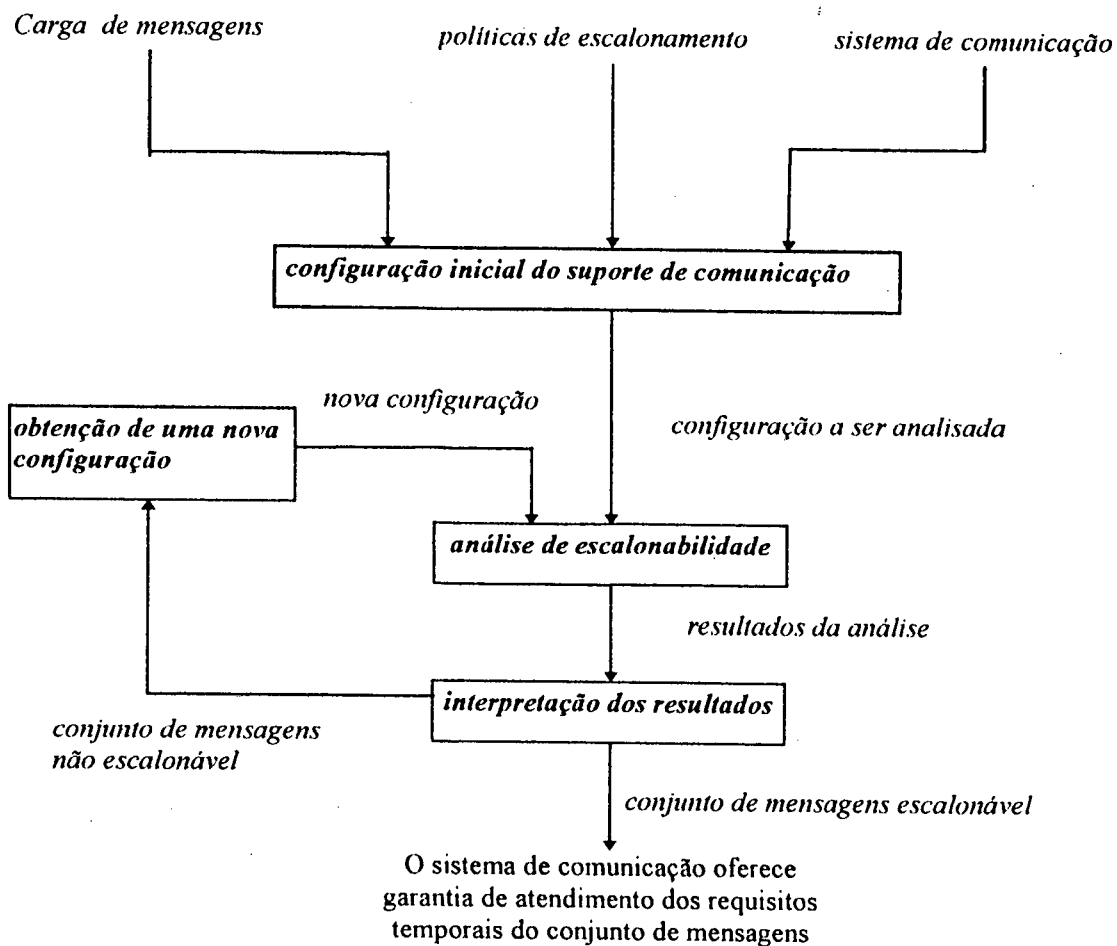 Carga de mensagens
políticas de escalonamento
sistema de comunicação
configuração inicial do suporte de comunicação
nova configuração
obtenção de uma nova
configuração
configuração a ser analisada
análise de escalonabilidade
resultados da análise
interpretação dos resultados
conjunto de mensagens
não escalonável
conjunto de mensagens escalonável
O sistema de comunicação oferece
garantia de atendimento dos requisitos
temporais do conjunto de mensagens